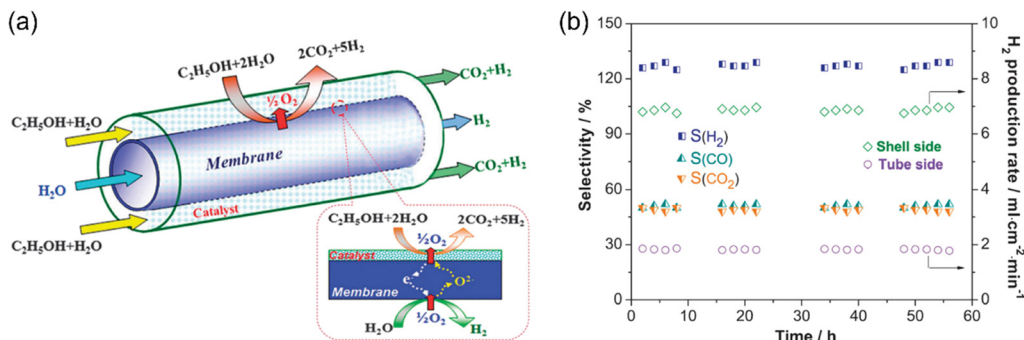 (a)
C₂H₅OH+2H₂O
2CO₂+5H₂
½ O₂
CO₂+H₂
C₂H₅OH+H₂O
H₂
Membrane
H₂O
CO₂+H₂
Catalyst
C₂H₅OH+H₂O
C₂H₅OH+2H₂O
2CO₂+5H₂
½O₂
Catalyst
e⁻
O²⁻
Membrane
½O₂
H₂O
H₂
(b)
Selectivity / %
150
120
90
60
30
0
S(H₂)
S(CO)
S(CO₂)
Shell side
Tube side
10
8
6
4
2
0
H₂ production rate / ml·cm⁻²·min⁻¹
0
10
20
30
40
50
60
Time / h